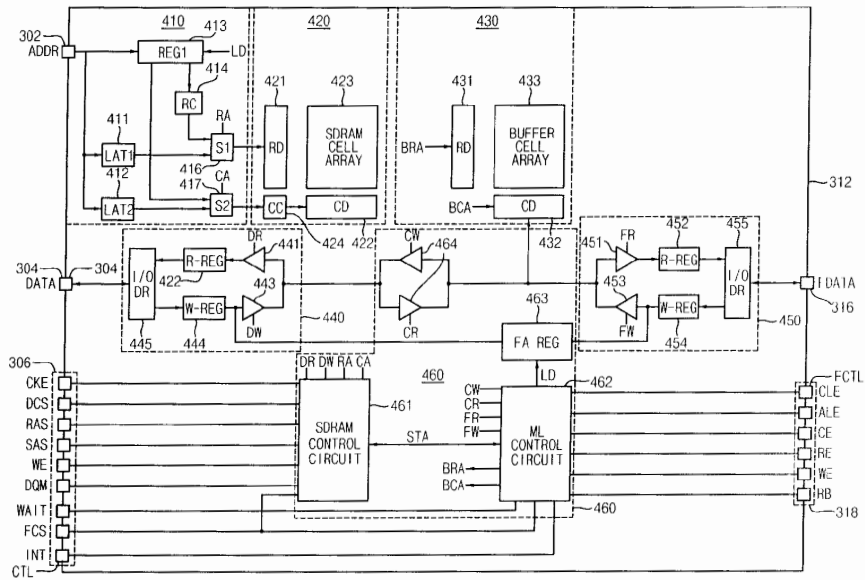 410 413 420 430
302
ADDR REG1 LD
414 421 423 431 433
RC RA
411
LAT1 S1 RD SDRAM CELL ARRAY BRA RD BUFFER CELL ARRAY
416
412 CA 417
LAT2 S2 CC CD BCA CD
312
424 422 432
DR 441 CW 464 451 FR 452 455
304 304 I/O DR R-REG R-REG I/O DR
DATA 422 443 453 FDATA
W-REG W-REG 316
445 444 DW 440 CR 463 FW 454 450
FA REG
306 DR DW RA CA 460 LD 462 FCTL
CKE CW CLE
DCS 461 CR ALE
RAS SDRAM CONTROL CIRCUIT FR ML CONTROL CIRCUIT CE
SAS STA FW RE
WE BRA WE
DQM BCA RB
WAIT 460 318
FCS
INT
CTL